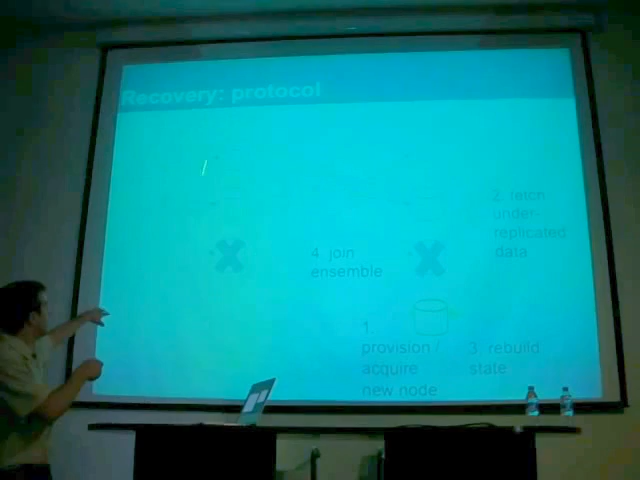 Recovery: protocol
2. fetch
under-
replicated
data
4. join
ensemble
1.
provision /
acquire
new node
3. rebuild
state